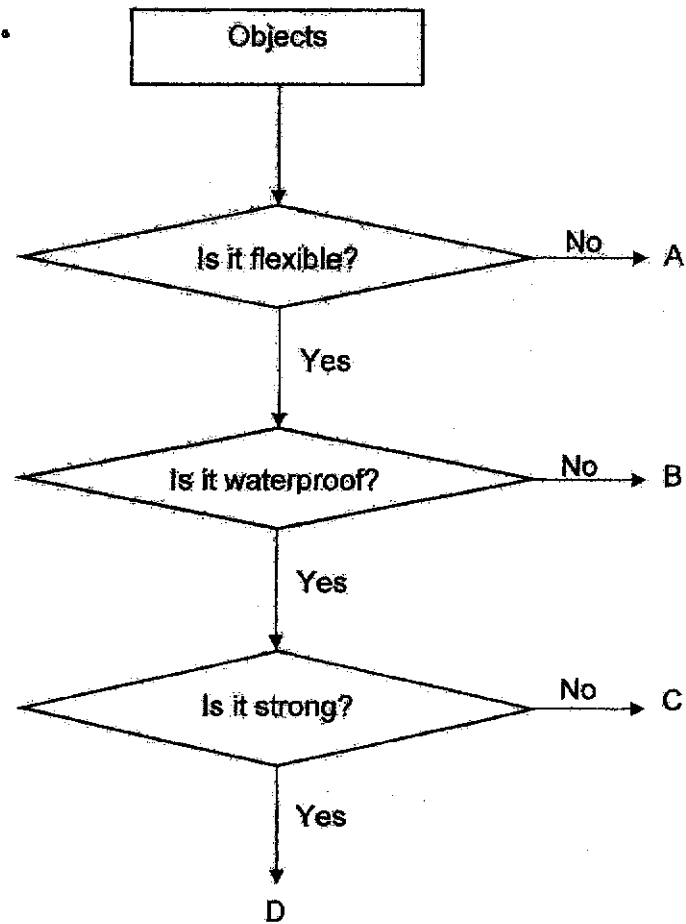 Objects
Is it flexible?
No
A
Yes
Is it waterproof?
No
B
Yes
Is it strong?
No
C
Yes
D